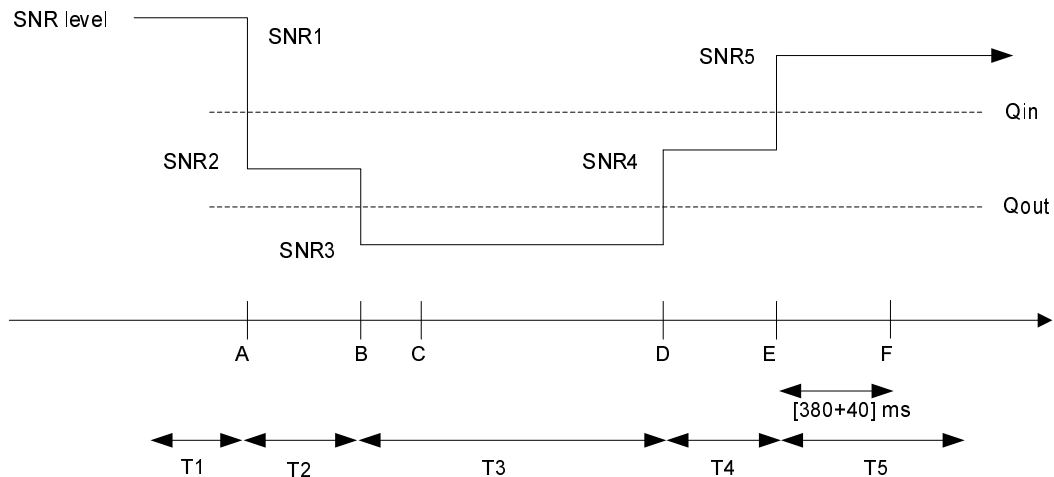 SNR level
SNR1
SNR5
Qin
SNR2
SNR4
Qout
SNR3
A B C D E F
[380+40] ms
T1 T2 T3 T4 T5